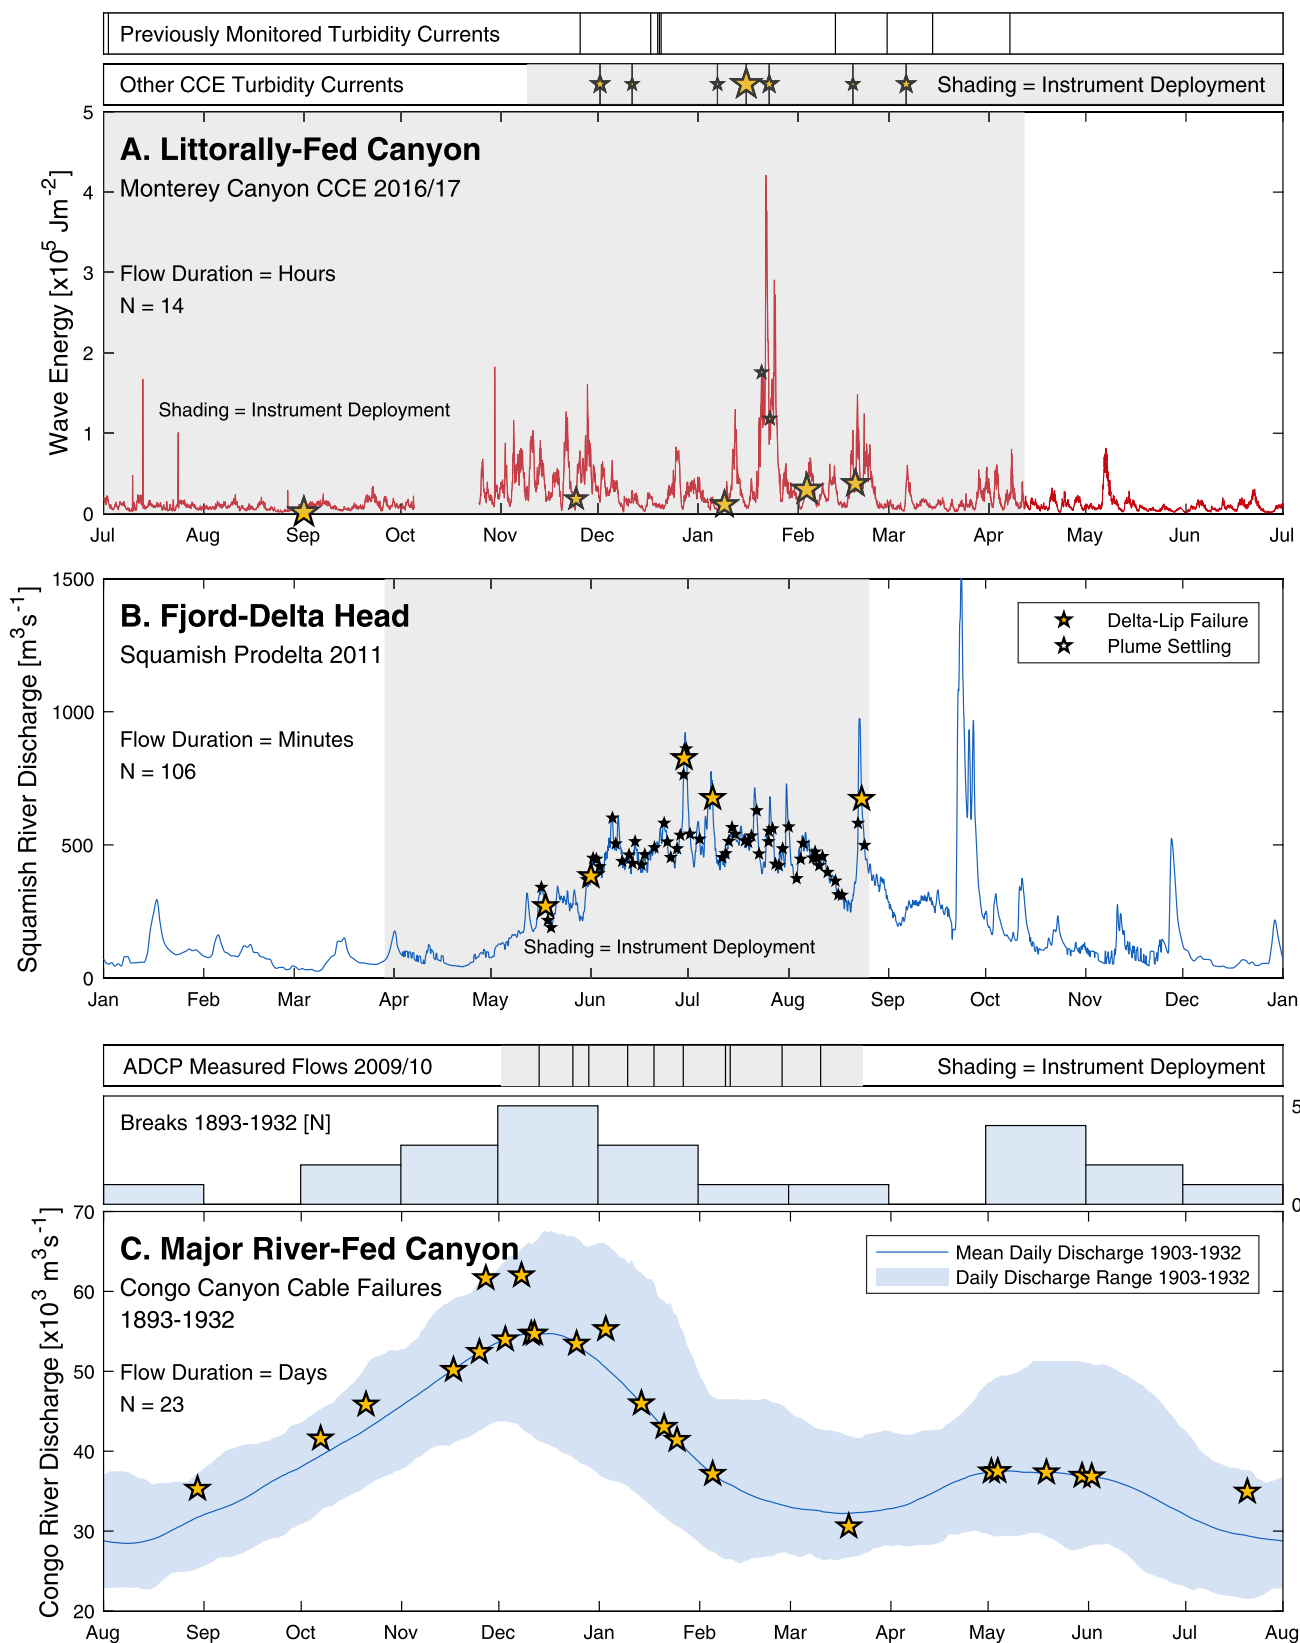 Previously Monitored Turbidity Currents
Other CCE Turbidity Currents
Shading = Instrument Deployment
5
4
3
2
1
0
Wave Energy [x10⁵ Jm⁻²]
A. Littorally-Fed Canyon
Monterey Canyon CCE 2016/17
Flow Duration = Hours
N = 14
Shading = Instrument Deployment
Jul Aug Sep Oct Nov Dec Jan Feb Mar Apr May Jun Jul
1500
1000
500
0
Squamish River Discharge [m³s⁻¹]
B. Fjord-Delta Head
Squamish Prodelta 2011
Flow Duration = Minutes
N = 106
Delta-Lip Failure
Plume Settling
Shading = Instrument Deployment
Jan Feb Mar Apr May Jun Jul Aug Sep Oct Nov Dec Jan
ADCP Measured Flows 2009/10
Shading = Instrument Deployment
Breaks 1893-1932 [N]
5
0
70
60
50
40
30
20
Congo River Discharge [x10³ m³s⁻¹]
C. Major River-Fed Canyon
Congo Canyon Cable Failures
1893-1932
Flow Duration = Days
N = 23
Mean Daily Discharge 1903-1932
Daily Discharge Range 1903-1932
Aug Sep Oct Nov Dec Jan Feb Mar Apr May Jun Jul Aug